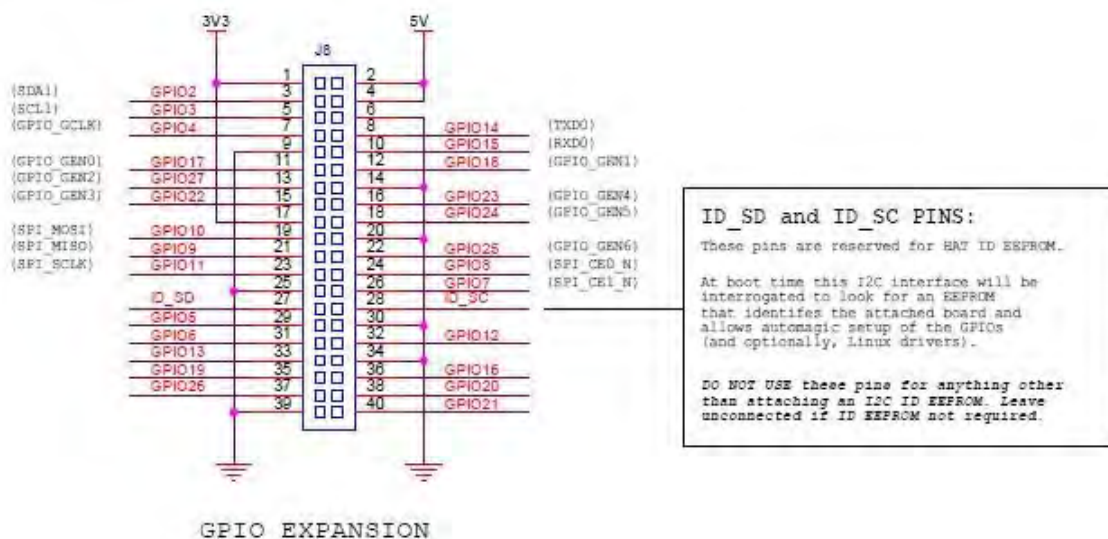 3V3 5V
J8
1 2
(SDA1) GPIO2 3 4
(SCL1) GPIO3 5 6
(GPIO_GCLK) GPIO4 7 8 GPIO14 (TXD0)
9 10 GPIO15 (RXD0)
(GPIO_GEN0) GPIO17 11 12 GPIO18 (GPIO_GEN1)
(GPIO_GEN2) GPIO27 13 14
(GPIO_GEN3) GPIO22 15 16 GPIO23 (GPIO_GEN4)
17 18 GPIO24 (GPIO_GEN5)
(SPI_MOSI) GPIO10 19 20
(SPI_MISO) GPIO9 21 22 GPIO25 (GPIO_GEN6)
(SPI_SCLK) GPIO11 23 24 GPIO8 (SPI_CE0_N)
25 26 GPIO7 (SPI_CE1_N)
ID_SD 27 28 ID_SC
GPIO5 29 30
GPIO6 31 32 GPIO12
GPIO13 33 34
GPIO19 35 36 GPIO16
GPIO26 37 38 GPIO20
39 40 GPIO21
GPIO EXPANSION
ID_SD and ID_SC PINS:
These pins are reserved for HAT ID EEPROM.
At boot time this I2C interface will be
interrogated to look for an EEPROM
that identifes the attached board and
allows automagic setup of the GPIOs
(and optionally, Linux drivers).
DO NOT USE these pins for anything other
than attaching an I2C ID EEPROM. Leave
unconnected if ID EEPROM not required.